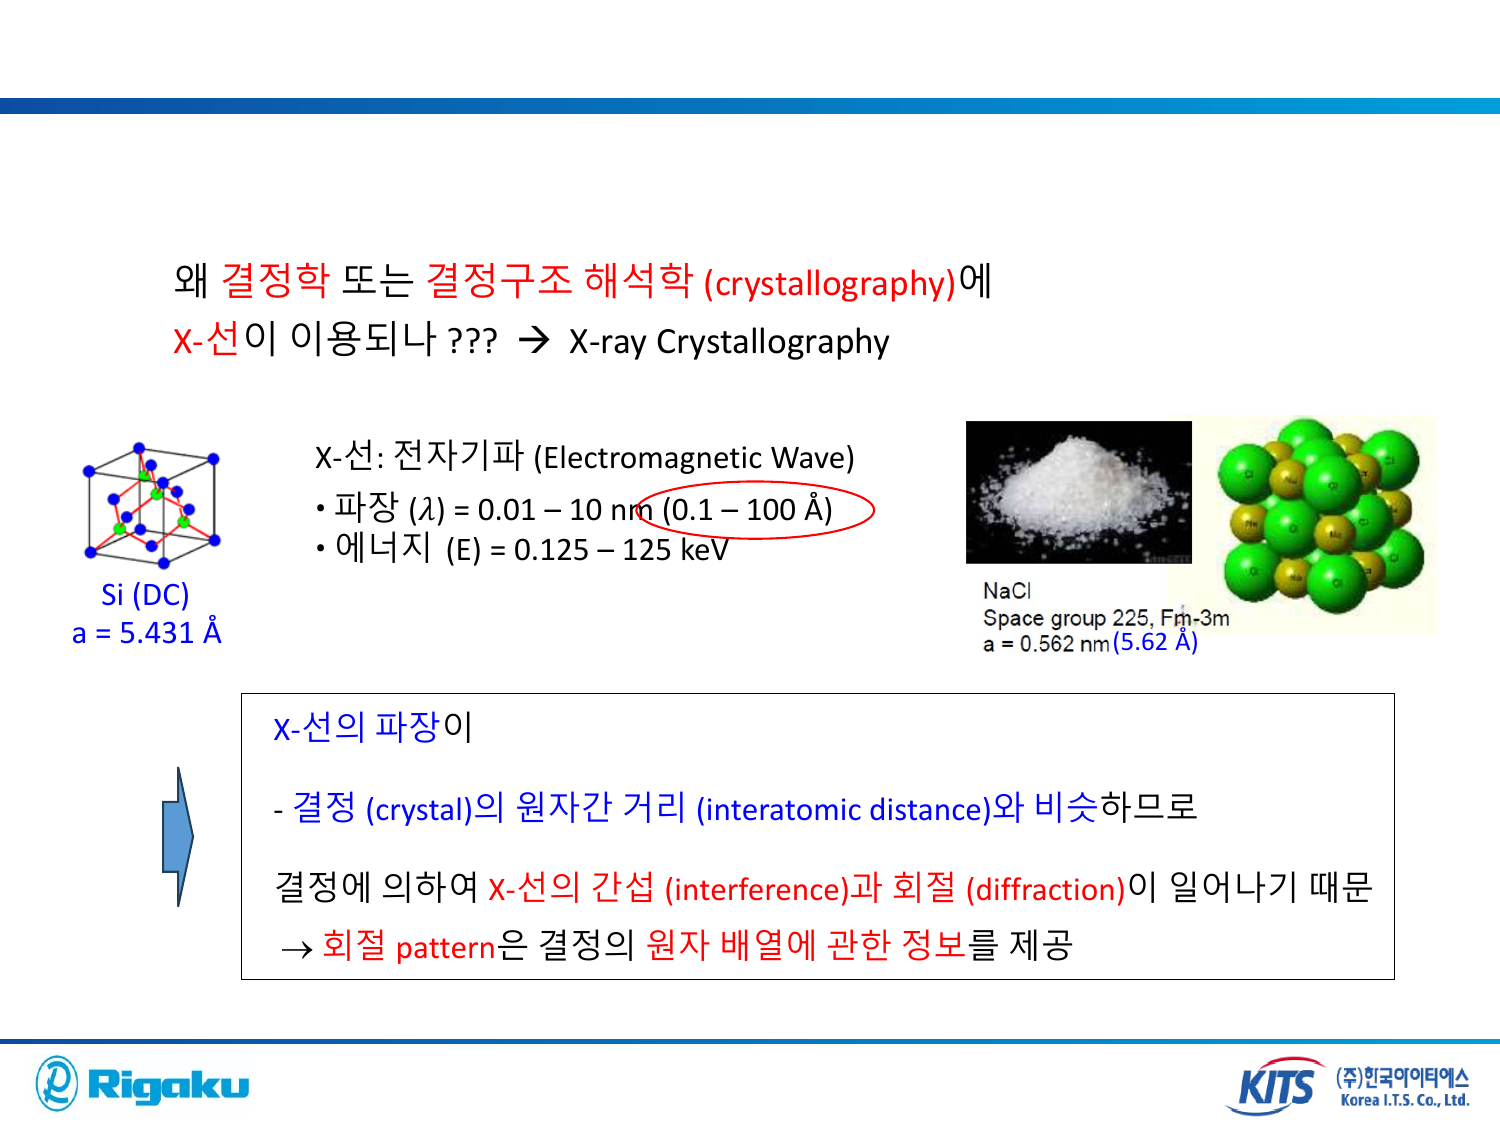 왜 결정학 또는 결정구조 해석학 (crystallography)에
X-선이 이용되나 ??? → X-ray Crystallography
X-선: 전자기파 (Electromagnetic Wave)
• 파장 (λ) = 0.01 – 10 nm (0.1 – 100 Å)
• 에너지 (E) = 0.125 – 125 keV
Si (DC)
a = 5.431 Å
NaCl
Space group 225, Fm-3m
a = 0.562 nm (5.62 Å)
X-선의 파장이
- 결정 (crystal)의 원자간 거리 (interatomic distance)와 비슷하므로
결정에 의하여 X-선의 간섭 (interference)과 회절 (diffraction)이 일어나기 때문
→ 회절 pattern은 결정의 원자 배열에 관한 정보를 제공
Rigaku
KITS (주)한국아이티에스
Korea I.T.S. Co., Ltd.